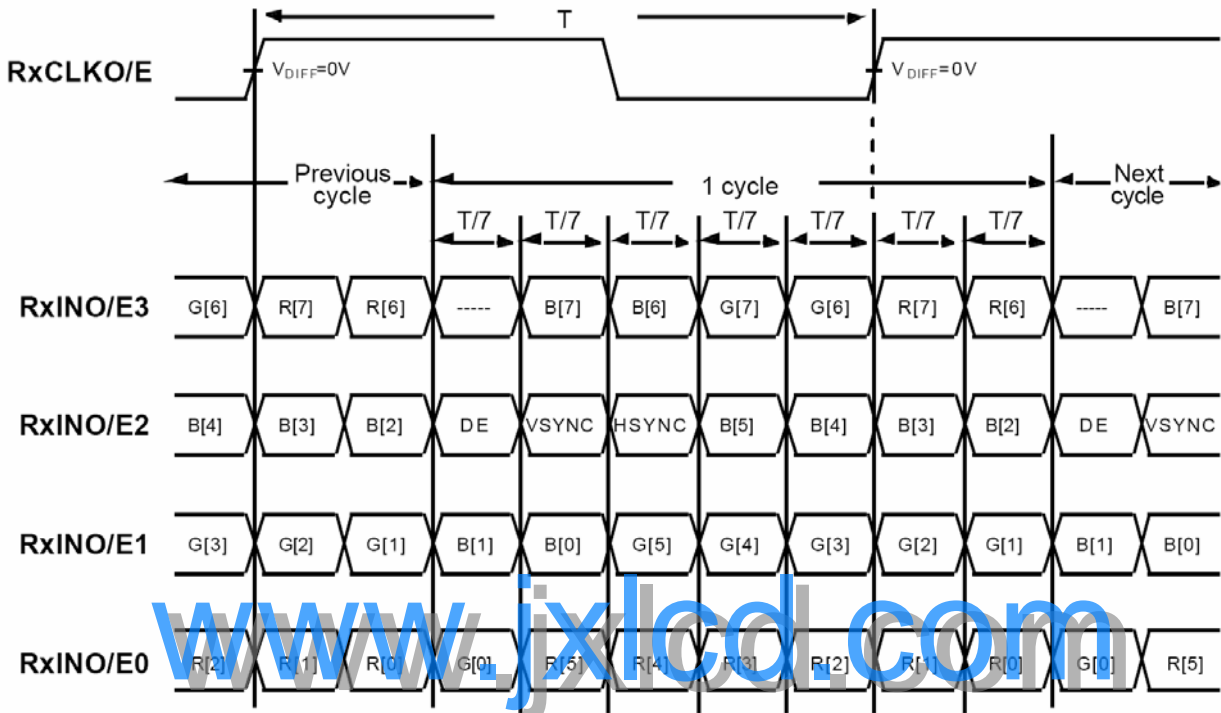 T
RxCLKO/E
VDIFF=0V VDIFF=0V
Previous cycle 1 cycle Next cycle
T/7 T/7 T/7 T/7 T/7 T/7 T/7
RxINO/E3 G[6] R[7] R[6] ----- B[7] B[6] G[7] G[6] R[7] R[6] ----- B[7]
RxINO/E2 B[4] B[3] B[2] DE VSYNC HSYNC B[5] B[4] B[3] B[2] DE VSYNC
RxINO/E1 G[3] G[2] G[1] B[1] B[0] G[5] G[4] G[3] G[2] G[1] B[1] B[0]
www.jxlcd.com
RxINO/E0 R[2] R[1] R[0] G[0] R[5] R[4] R[3] R[2] R[1] R[0] G[0] R[5]